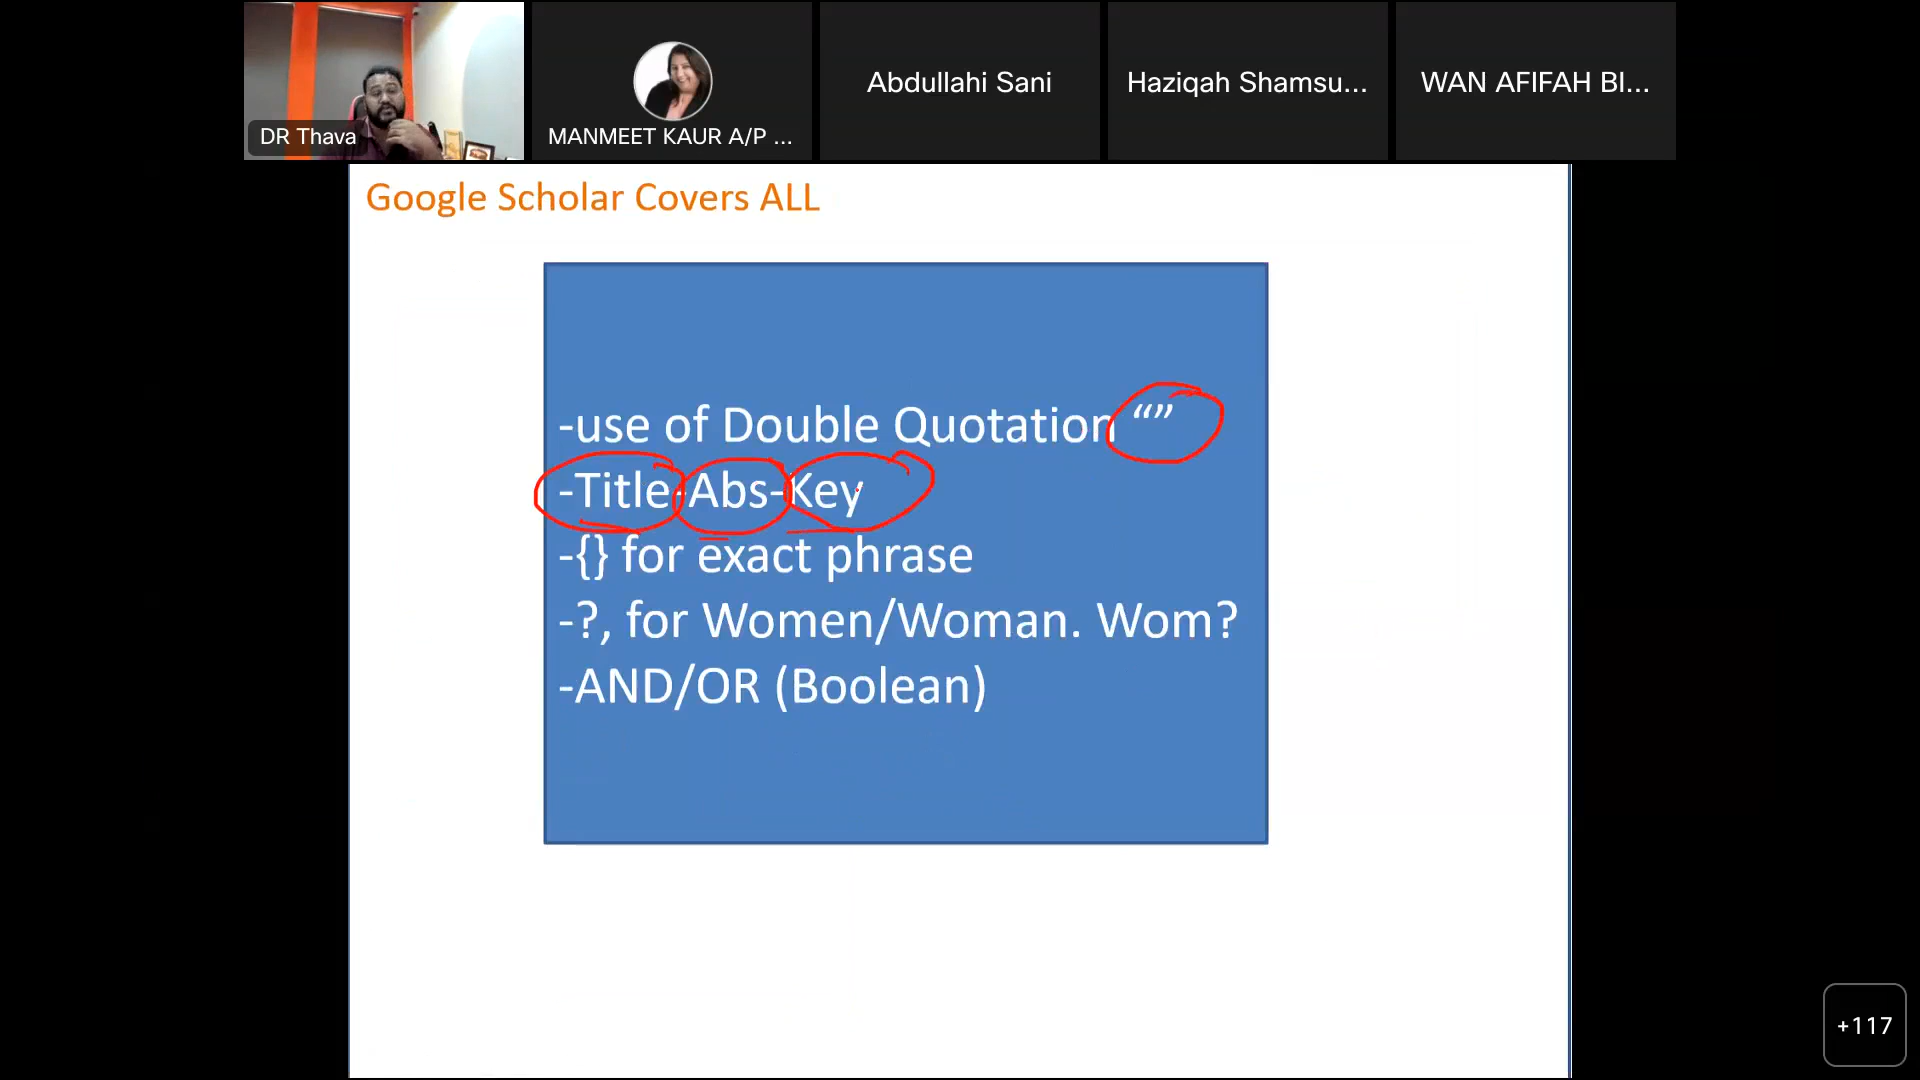 DR Thava
MANMEET KAUR A/P ...
Abdullahi Sani
Haziqah Shamsu...
WAN AFIFAH BI...
Google Scholar Covers ALL
-use of Double Quotation “”
-Title-Abs-Key
-{} for exact phrase
-?, for Women/Woman. Wom?
-AND/OR (Boolean)
+117